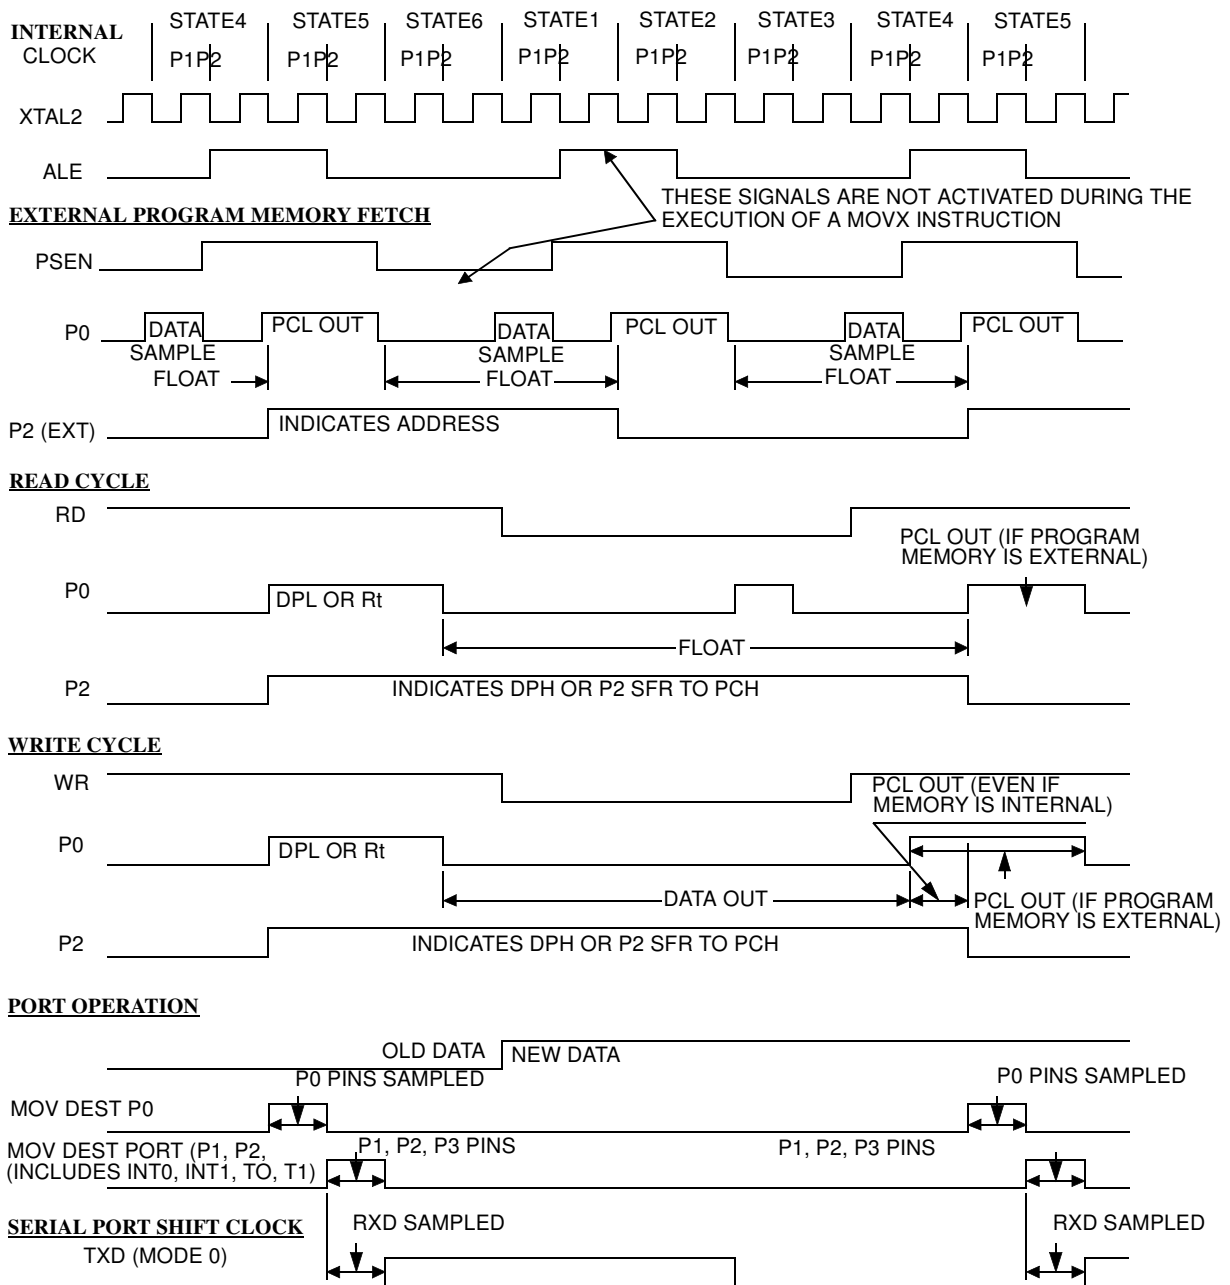 INTERNAL CLOCK
STATE4 STATE5 STATE6 STATE1 STATE2 STATE3 STATE4 STATE5
P1P2 P1P2 P1P2 P1P2 P1P2 P1P2 P1P2 P1P2
XTAL2
ALE
THESE SIGNALS ARE NOT ACTIVATED DURING THE
EXECUTION OF A MOVX INSTRUCTION
EXTERNAL PROGRAM MEMORY FETCH
PSEN
P0 DATA PCL OUT DATA PCL OUT DATA PCL OUT
SAMPLE SAMPLE SAMPLE
FLOAT FLOAT FLOAT
P2 (EXT) INDICATES ADDRESS
READ CYCLE
RD
PCL OUT (IF PROGRAM
MEMORY IS EXTERNAL)
P0 DPL OR Rt
FLOAT
P2 INDICATES DPH OR P2 SFR TO PCH
WRITE CYCLE
WR
PCL OUT (EVEN IF
MEMORY IS INTERNAL)
P0 DPL OR Rt
DATA OUT
PCL OUT (IF PROGRAM
MEMORY IS EXTERNAL)
P2 INDICATES DPH OR P2 SFR TO PCH
PORT OPERATION
OLD DATA NEW DATA
P0 PINS SAMPLED P0 PINS SAMPLED
MOV DEST P0
MOV DEST PORT (P1, P2,
(INCLUDES INT0, INT1, TO, T1)
P1, P2, P3 PINS P1, P2, P3 PINS
SERIAL PORT SHIFT CLOCK
RXD SAMPLED RXD SAMPLED
TXD (MODE 0)